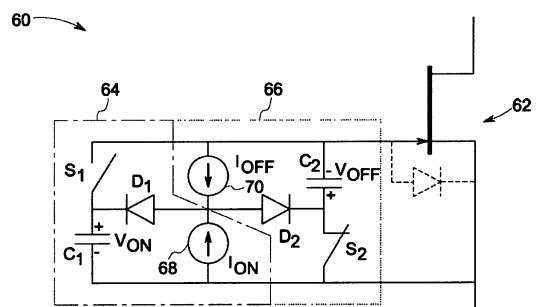 60
64
66
62
S1
IOFF
C2
-VOFF
+
D1
70
+
VON
C1
-
68
ION
D2
S2